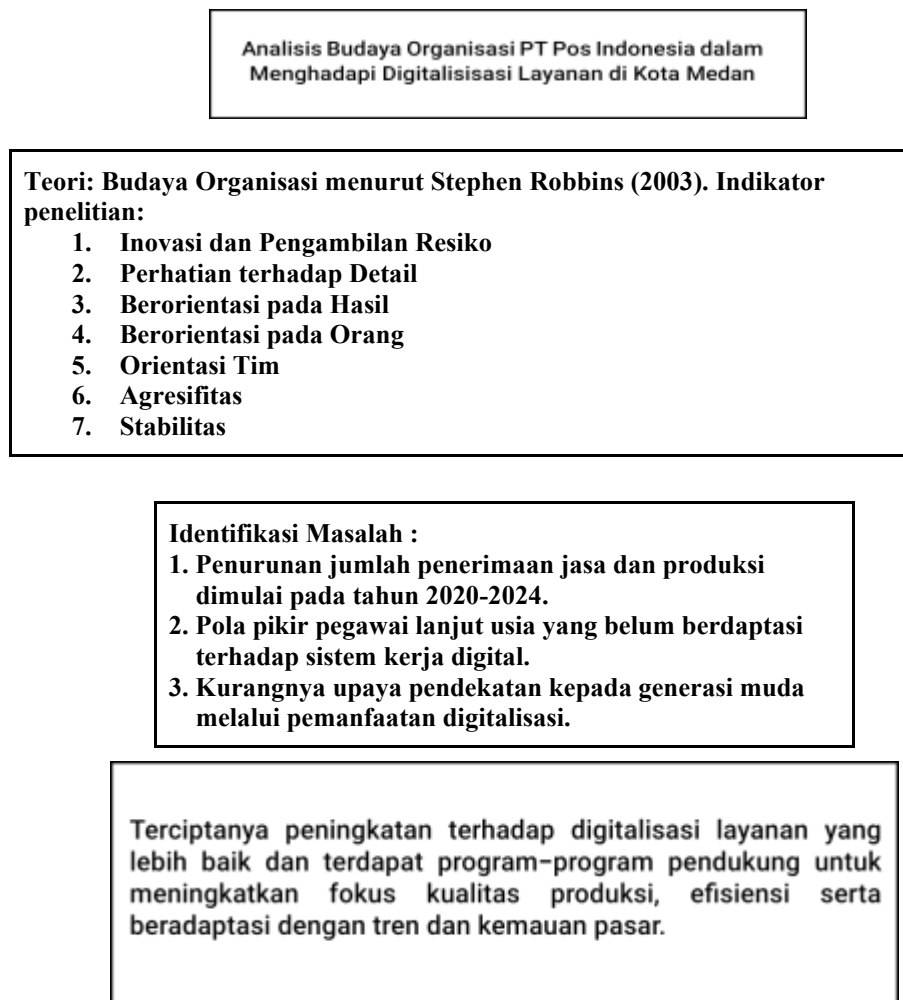 Analisis Budaya Organisasi PT Pos Indonesia dalam
Menghadapi Digitalisisasi Layanan di Kota Medan
Teori: Budaya Organisasi menurut Stephen Robbins (2003). Indikator
penelitian:
1. Inovasi dan Pengambilan Resiko
2. Perhatian terhadap Detail
3. Berorientasi pada Hasil
4. Berorientasi pada Orang
5. Orientasi Tim
6. Agresifitas
7. Stabilitas
Identifikasi Masalah :
1. Penurunan jumlah penerimaan jasa dan produksi
dimulai pada tahun 2020-2024.
2. Pola pikir pegawai lanjut usia yang belum berdaptasi
terhadap sistem kerja digital.
3. Kurangnya upaya pendekatan kepada generasi muda
melalui pemanfaatan digitalisasi.
Terciptanya peningkatan terhadap digitalisasi layanan yang
lebih baik dan terdapat program-program pendukung untuk
meningkatkan fokus kualitas produksi, efisiensi serta
beradaptasi dengan tren dan kemauan pasar.